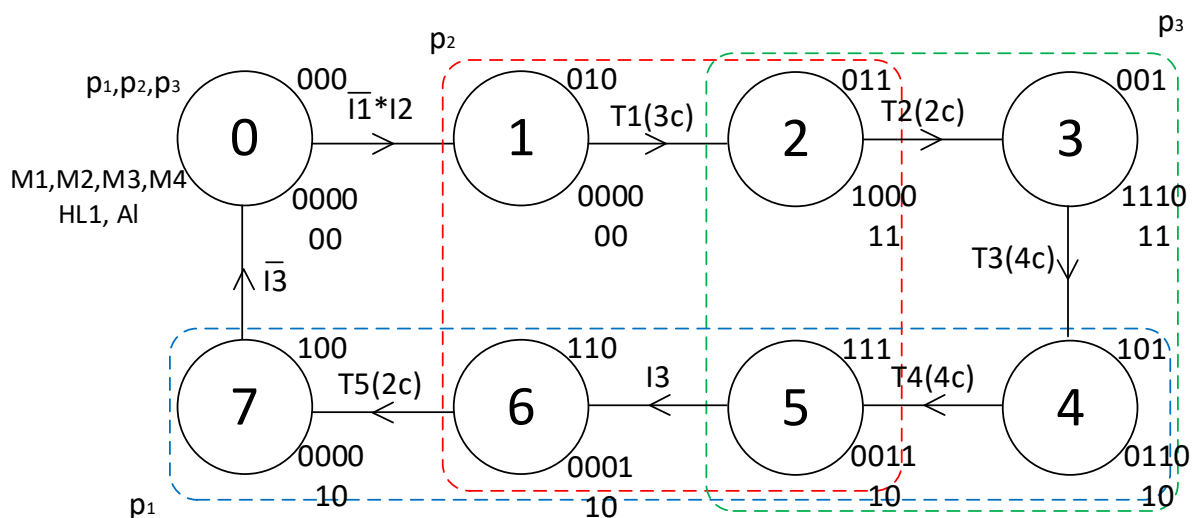 p₃
p₂
p₁,p₂,p₃
000
I̅1̅*I2
010
T1(3c)
011
T2(2c)
001
0
1
2
3
M1,M2,M3,M4
HL1, Al
0000
00
0000
00
1000
11
1110
11
T3(4c)
I̅3̅
100
T5(2c)
110
I3
111
T4(4c)
101
7
6
5
4
0000
10
0001
10
0011
10
0110
10
p₁